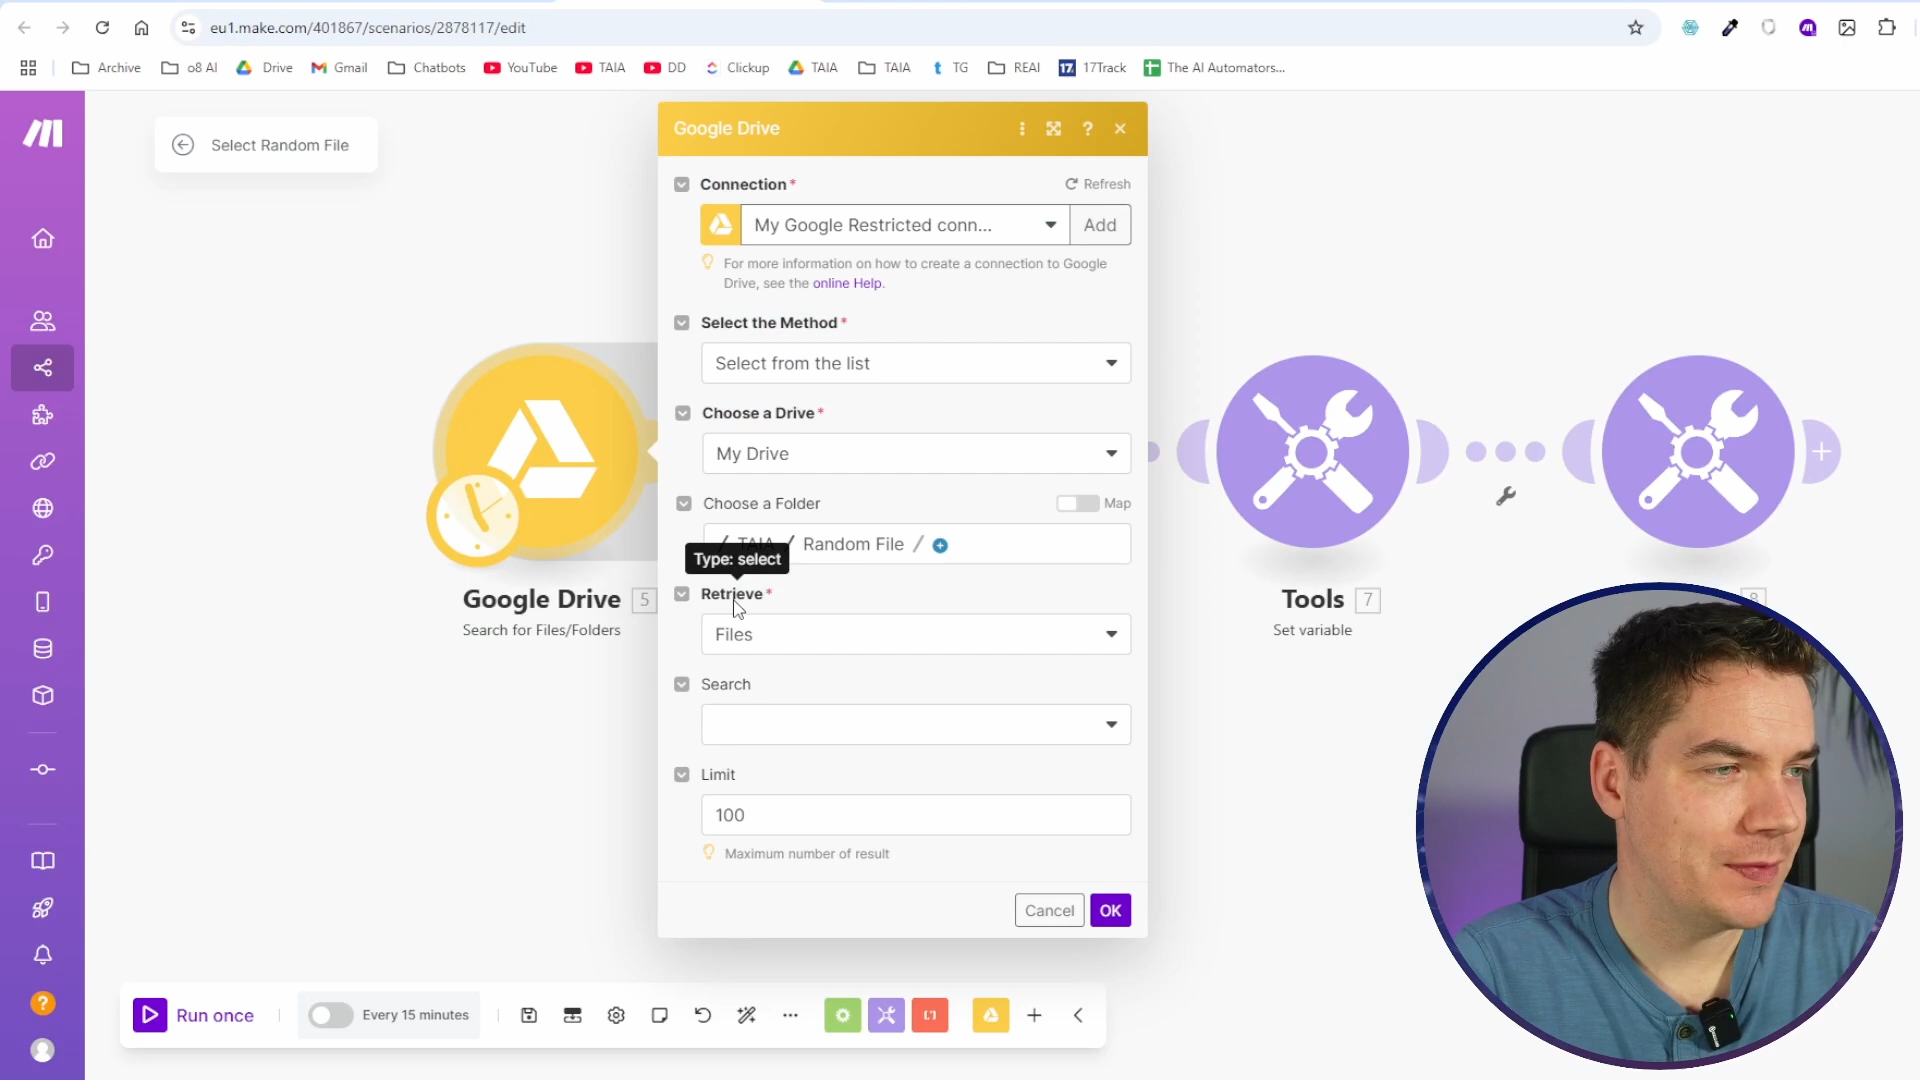 eu1.make.com/401867/scenarios/2878117/edit
Archive
o8 AI
Drive
Gmail
Chatbots
YouTube
TAIA
DD
Clickup
TAIA
TAIA
TG
REAI
17Track
The AI Automators...
Select Random File
Google Drive
Connection*
Refresh
My Google Restricted conn...
Add
For more information on how to create a connection to Google
Drive, see the online Help.
Select the Method*
Select from the list
Choose a Drive*
My Drive
Choose a Folder
Map
/ TAIA / Random File /
Type: select
Retrieve*
Files
Search
Limit
100
Maximum number of result
Cancel
OK
Google Drive 5
Search for Files/Folders
Tools 7
Set variable
8
Run once
Every 15 minutes